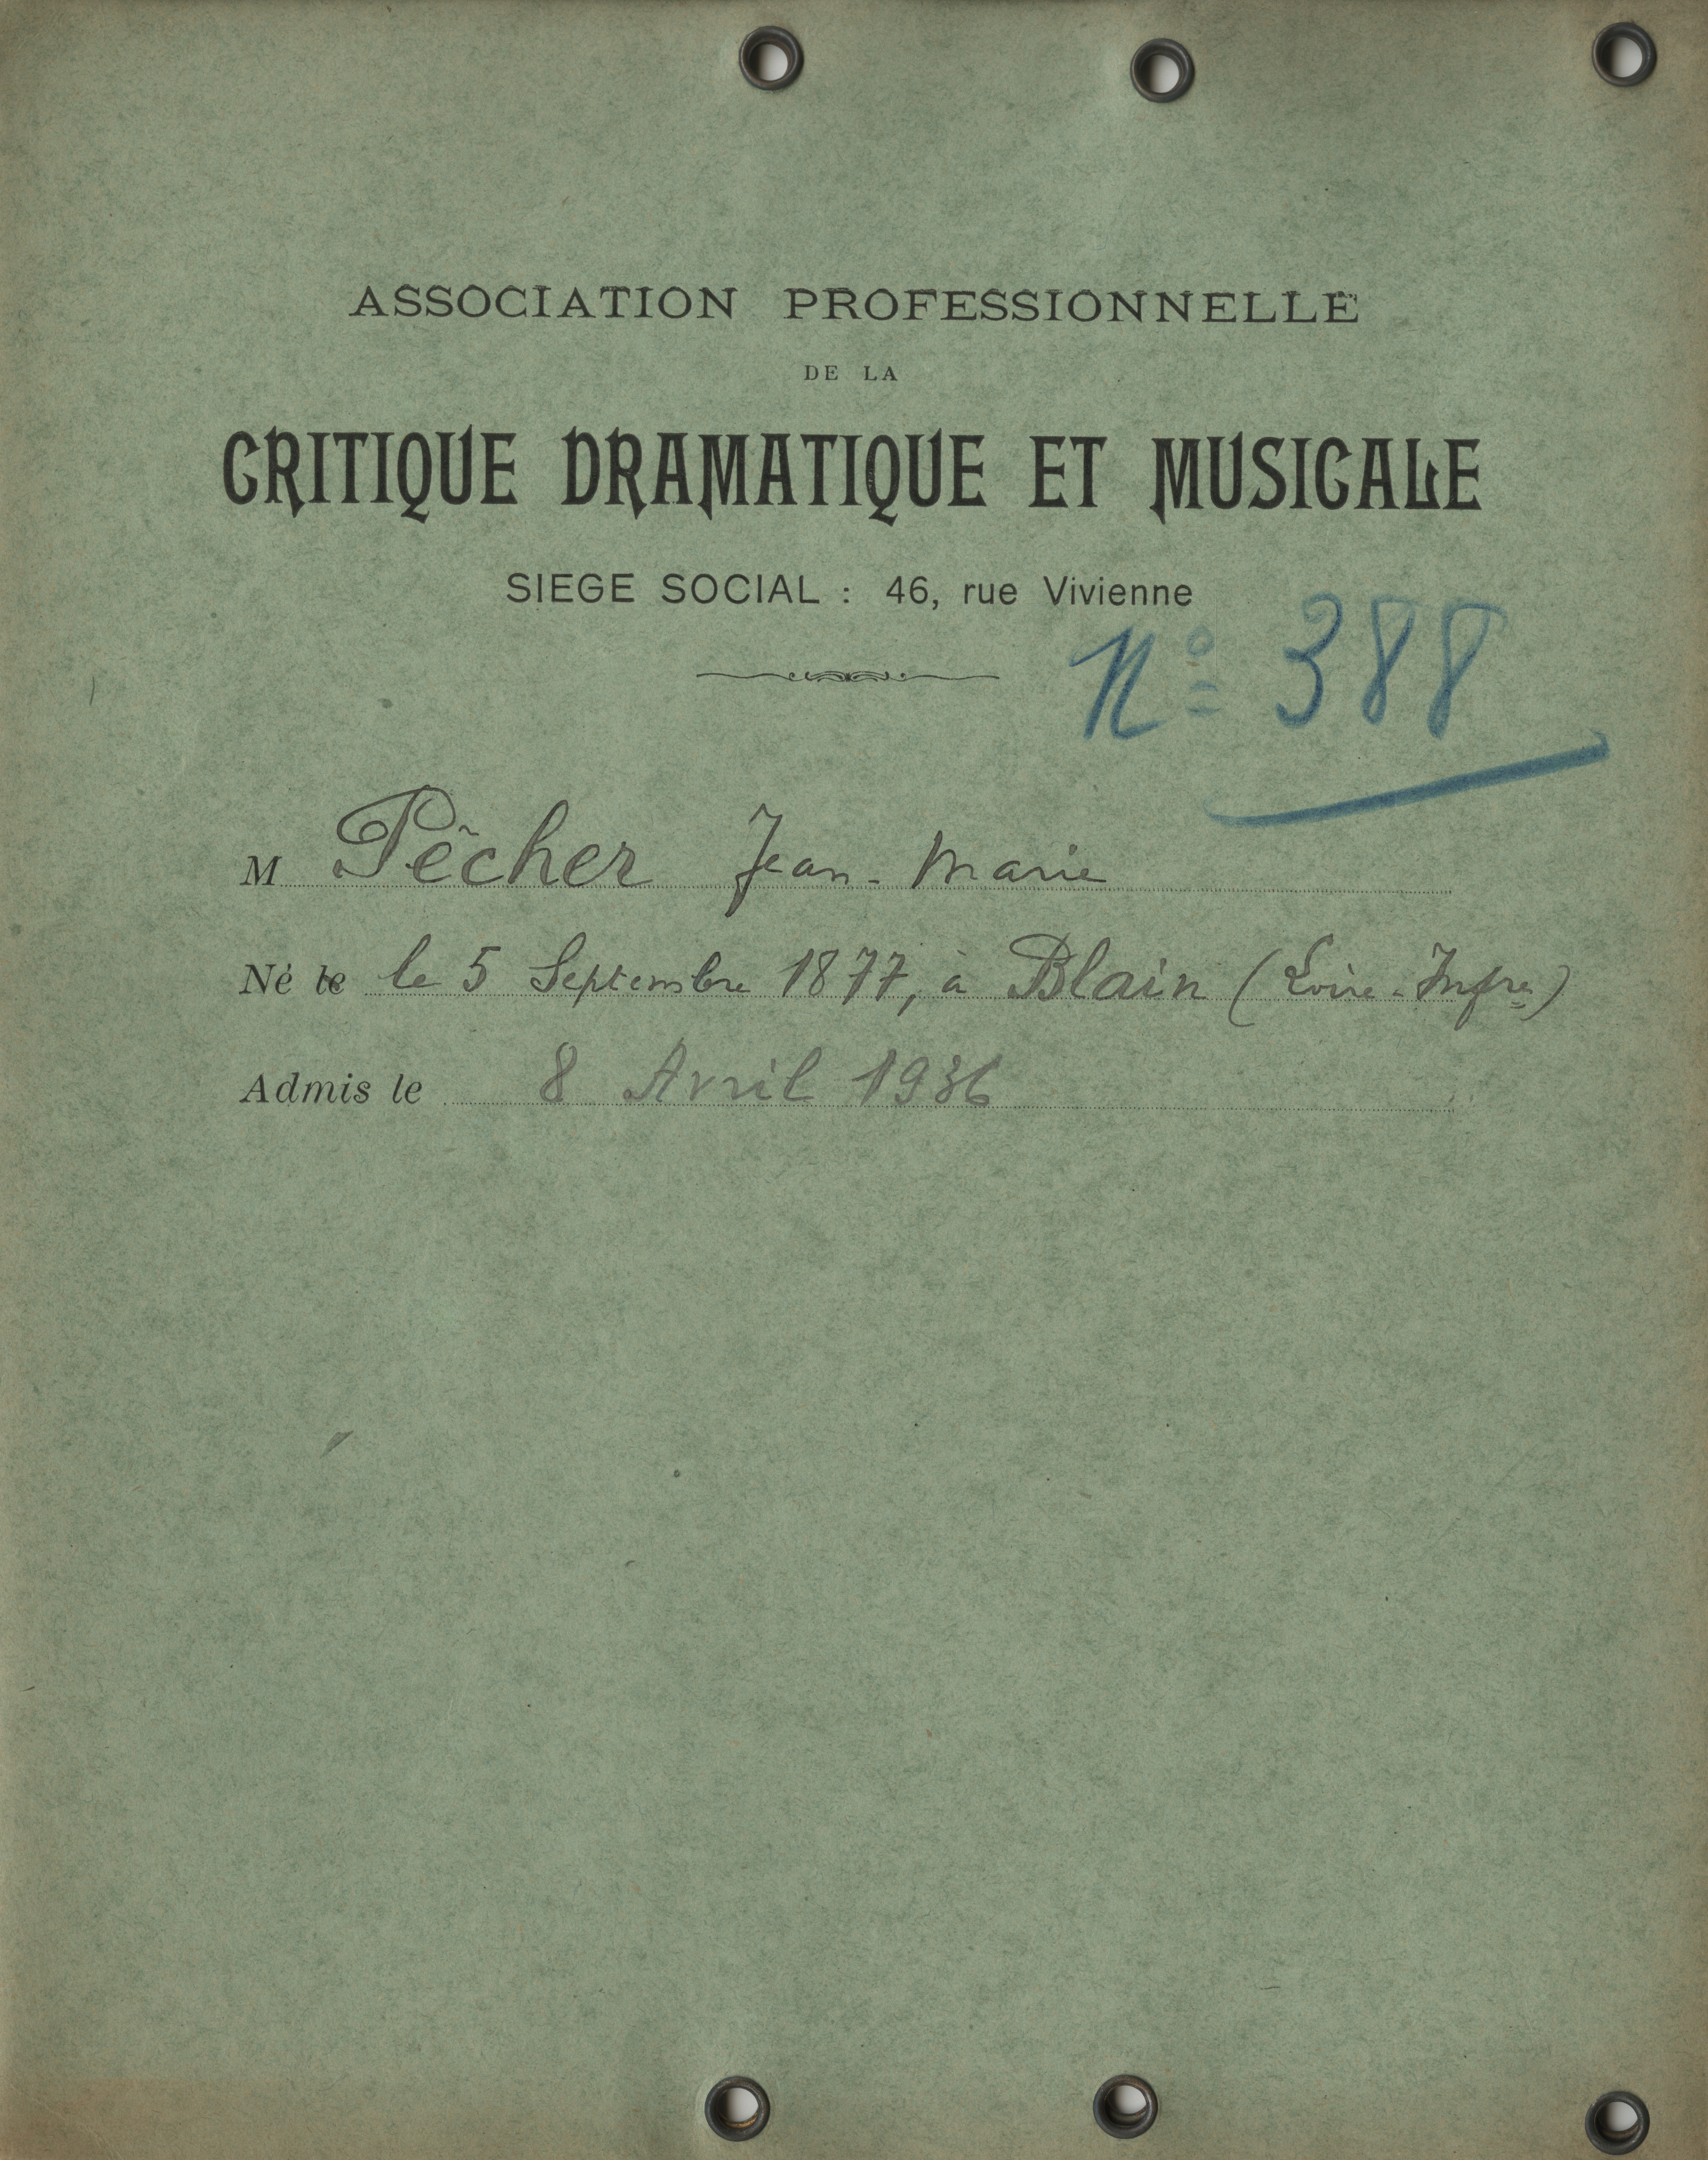 ASSOCIATION PROFESSIONNELLE
DE LA
CRITIQUE DRAMATIQUE ET MUSICALE
SIEGE SOCIAL : 46, rue Vivienne
N° 388
M Pêcher Jean-Marie
Né le le 5 Septembre 1877, à Blain (Loire-Infre)
Admis le 8 Avril 1936